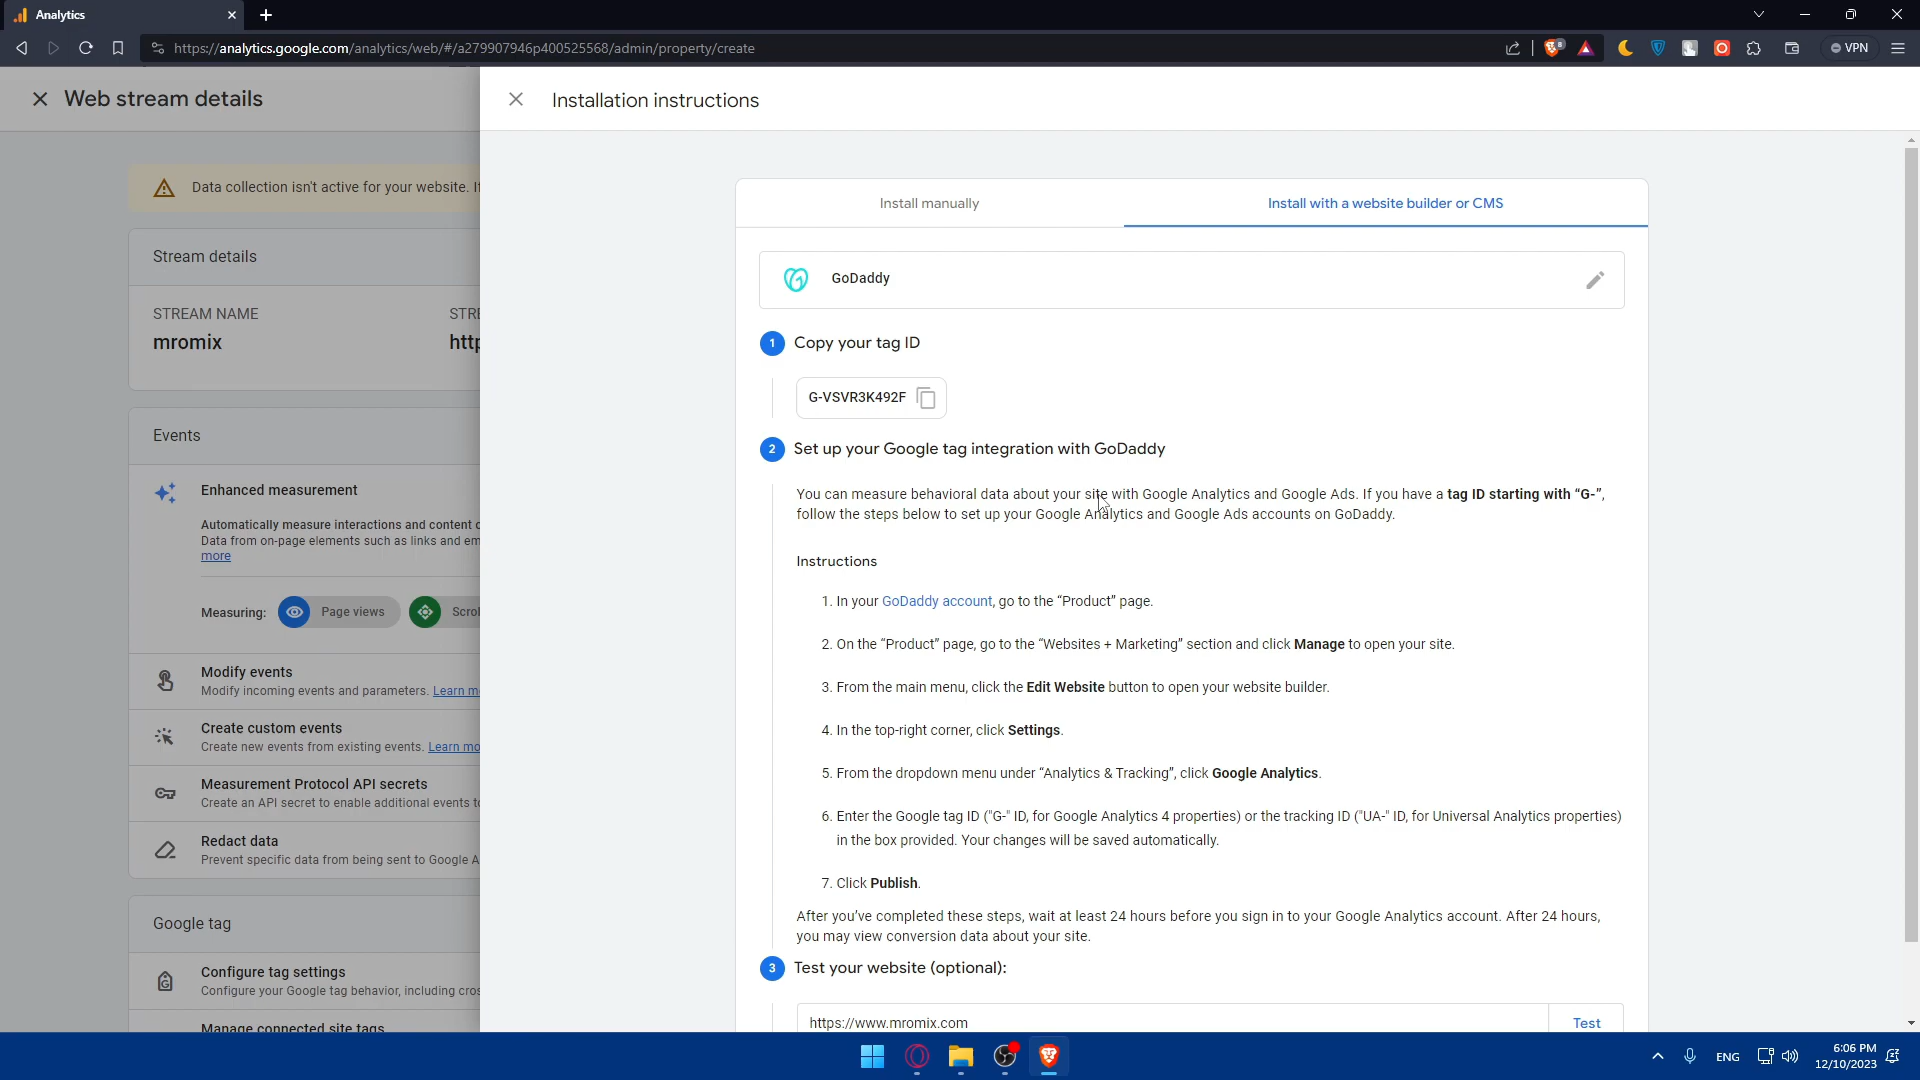 Analytics
https://analytics.google.com/analytics/web/#/a279907946p400525568/admin/property/create
8
VPN
Web stream details
Installation instructions
Data collection isn't active for your website. If
Install manually
Install with a website builder or CMS
Stream details
GoDaddy
STREAM NAME
STRE
mromix
http
1 Copy your tag ID
G-VSVR3K492F
Events
2 Set up your Google tag integration with GoDaddy
Enhanced measurement
You can measure behavioral data about your site with Google Analytics and Google Ads. If you have a tag ID starting with “G-”,
follow the steps below to set up your Google Analytics and Google Ads accounts on GoDaddy.
Automatically measure interactions and content o
Data from on-page elements such as links and em
more
Instructions
Measuring:
Page views
Scrol
1. In your GoDaddy account, go to the “Product” page.
2. On the “Product” page, go to the “Websites + Marketing” section and click Manage to open your site.
3. From the main menu, click the Edit Website button to open your website builder.
4. In the top-right corner, click Settings.
5. From the dropdown menu under “Analytics & Tracking”, click Google Analytics.
6. Enter the Google tag ID ("G-" ID, for Google Analytics 4 properties) or the tracking ID ("UA-" ID, for Universal Analytics properties)
in the box provided. Your changes will be saved automatically.
7. Click Publish.
After you've completed these steps, wait at least 24 hours before you sign in to your Google Analytics account. After 24 hours,
you may view conversion data about your site.
3 Test your website (optional):
https://www.mromix.com
Test
Modify events
Modify incoming events and parameters. Learn mo
Create custom events
Create new events from existing events. Learn mo
Measurement Protocol API secrets
Create an API secret to enable additional events to
Redact data
Prevent specific data from being sent to Google A
Google tag
Configure tag settings
Configure your Google tag behavior, including cros
Manage connected site tags
ENG
6:06 PM
12/10/2023